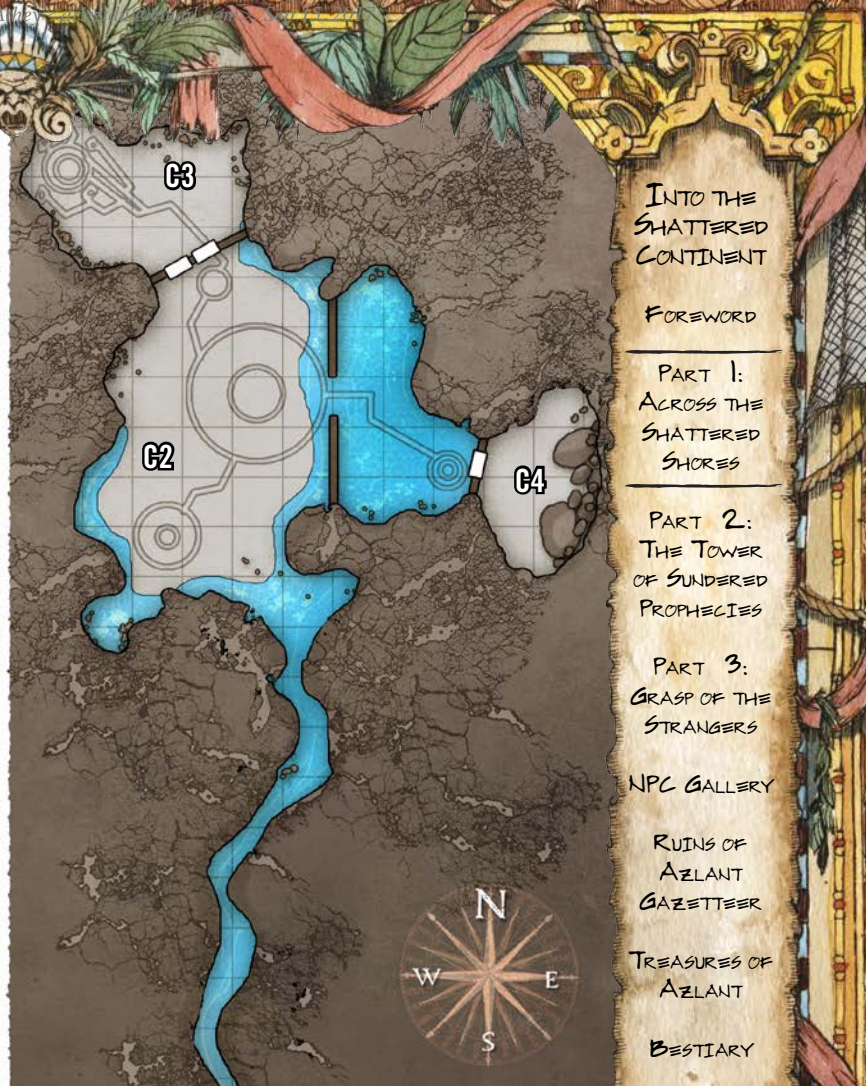 C3
C2
C4
N
W
E
S
INTO THE
SHATTERED
CONTINENT
FOREWORD
PART 1:
ACROSS THE
SHATTERED
SHORES
PART 2:
THE TOWER
OF SUNDERED
PROPHECIES
PART 3:
GRASP OF THE
STRANGERS
NPC GALLERY
RUINS OF
AZLANT
GAZETTEER
TREASURES OF
AZLANT
BESTIARY